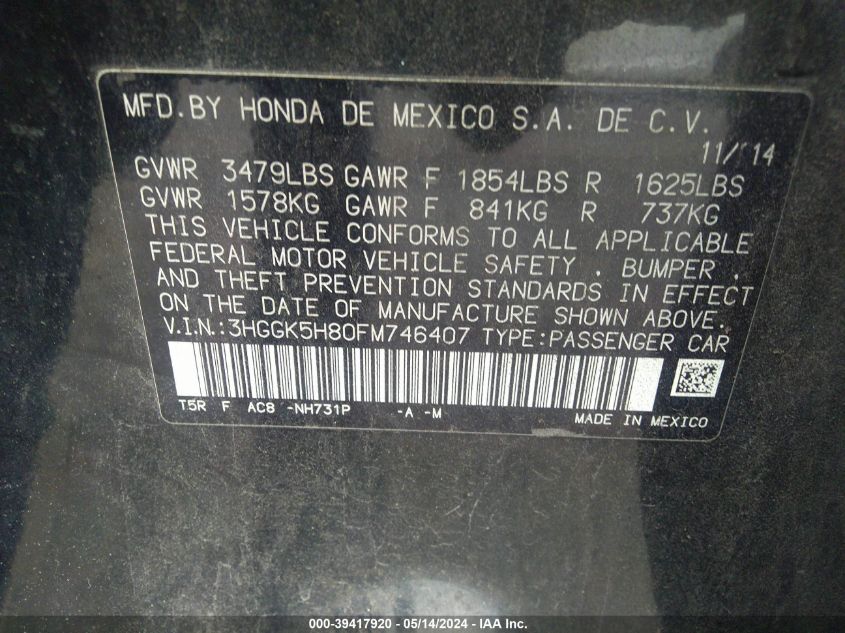 MFD.BY HONDA DE MEXICO S.A. DE C.V.
11/14
GVWR 3479LBS GAWR F 1854LBS R 1625LBS
GVWR 1578KG GAWR F 841KG R 737KG
THIS VEHICLE CONFORMS TO ALL APPLICABLE
FEDERAL MOTOR VEHICLE SAFETY , BUMPER ,
AND THEFT PREVENTION STANDARDS IN EFFECT
ON THE DATE OF MANUFACTURE SHOWN ABOVE.
V.I.N.:3HGGK5H80FM746407 TYPE:PASSENGER CAR
T5R F AC8 -NH731P -A -M
MADE IN MEXICO
000-39417920 - 05/14/2024 - IAA Inc.